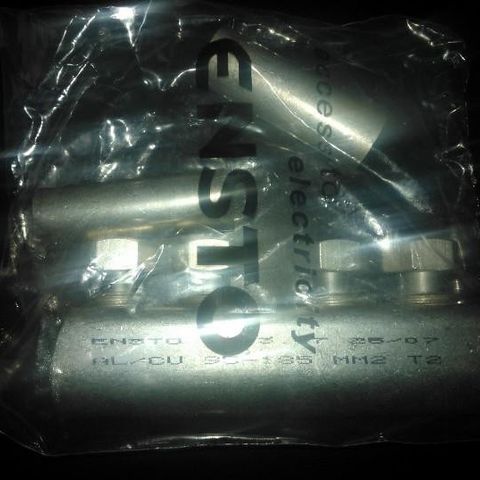 ENSTO
access to
electricity
ENSTO 25/07
AL/CU MM2 T2